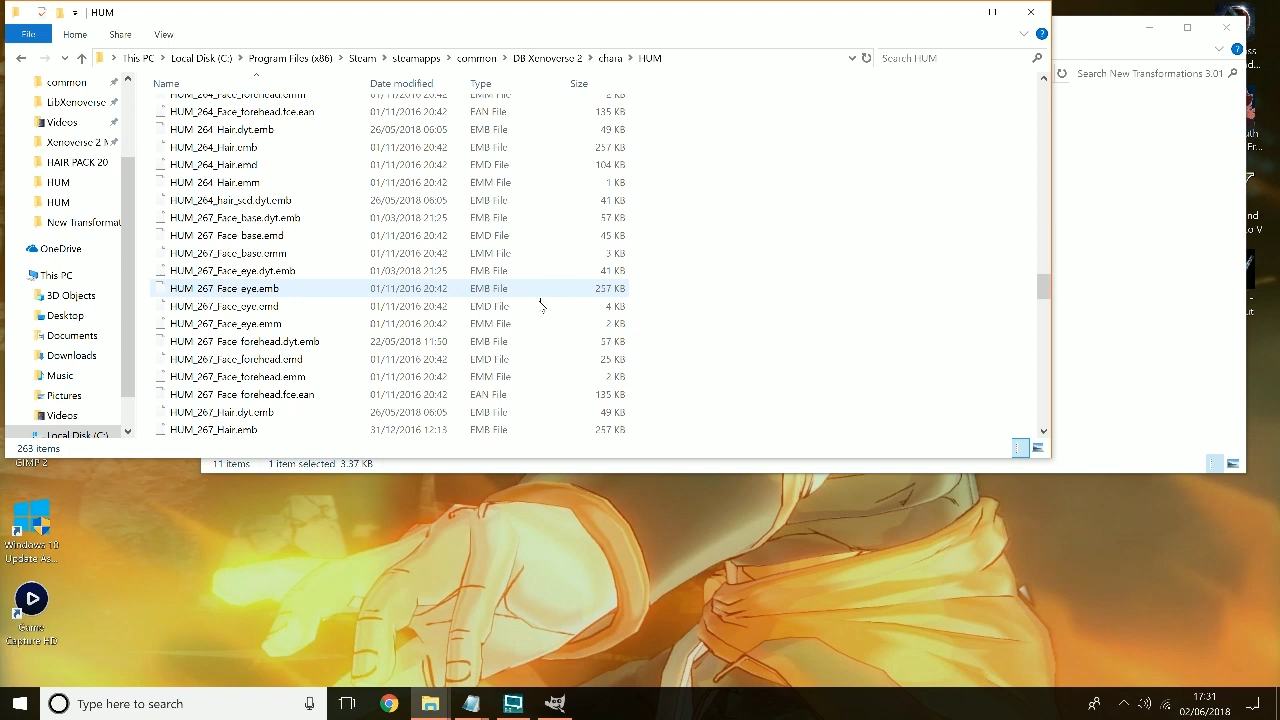 HUM
File Home Share View
This PC Local Disk (C:) Program Files (x86) Steam steamapps common DB Xenoverse 2 chara HUM
Search HUM
Search New Transformations 3.01
Name Date modified Type Size
HUM_264_Face_forehead.emm 01/11/2016 20:42 EMM File 2 KB
HUM_264_Face_forehead.fce.ean 01/11/2016 20:42 EAN File 135 KB
HUM_264_Hair.dyt.emb 26/05/2018 06:05 EMB File 49 KB
HUM_264_Hair.emb 01/11/2016 20:42 EMB File 257 KB
HUM_264_Hair.emd 01/11/2016 20:42 EMD File 104 KB
HUM_264_Hair.emm 01/11/2016 20:42 EMM File 1 KB
HUM_264_hair_scd.dyt.emb 26/05/2018 06:05 EMB File 41 KB
HUM_267_Face_base.dyt.emb 01/03/2018 21:25 EMB File 57 KB
HUM_267_Face_base.emd 01/11/2016 20:42 EMD File 45 KB
HUM_267_Face_base.emm 01/11/2016 20:42 EMM File 3 KB
HUM_267_Face_eye.dyt.emb 01/03/2018 21:25 EMB File 41 KB
HUM_267_Face_eye.emb 01/11/2016 20:42 EMB File 257 KB
HUM_267_Face_eye.emd 01/11/2016 20:42 EMD File 4 KB
HUM_267_Face_eye.emm 01/11/2016 20:42 EMM File 2 KB
HUM_267_Face_forehead.dyt.emb 22/05/2018 11:50 EMB File 57 KB
HUM_267_Face_forehead.emd 01/11/2016 20:42 EMD File 25 KB
HUM_267_Face_forehead.emm 01/11/2016 20:42 EMM File 2 KB
HUM_267_Face_forehead.fce.ean 01/11/2016 20:42 EAN File 135 KB
HUM_267_Hair.dyt.emb 26/05/2018 06:05 EMB File 49 KB
HUM_267_Hair.emb 31/12/2016 12:13 EMB File 257 KB
common
LibXenoverse
Videos
Xenoverse 2
HAIR PACK 20
HUM
HUM
New Transformat
OneDrive
This PC
3D Objects
Desktop
Documents
Downloads
Music
Pictures
Videos
Local Disk (C:)
263 items
11 items 1 item selected 3.37 KB
GIMP 2
Windows 10
Update As...
Game
Capture HD
Type here to search
17:31
02/06/2018